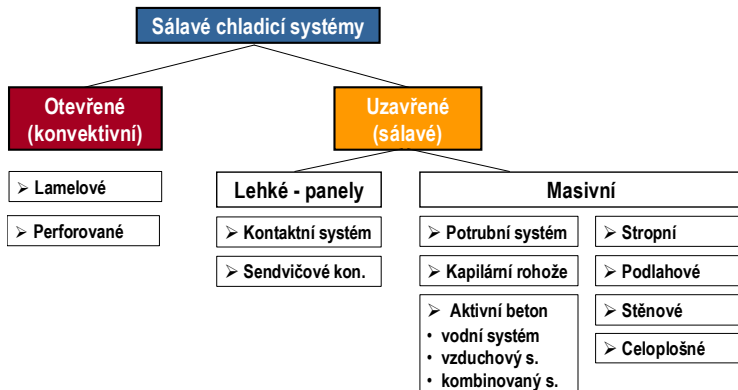 Sálavé chladicí systémy
Otevřené
(konvektivní)
Uzavřené
(sálavé)
➢ Lamelové
➢ Perforované
Lehké - panely
➢ Kontaktní systém
➢ Sendvičové kon.
Masivní
➢ Potrubní systém
➢ Kapilární rohože
➢ Aktivní beton
• vodní systém
• vzduchový s.
• kombinovaný s.
➢ Stropní
➢ Podlahové
➢ Stěnové
➢ Celoplošné